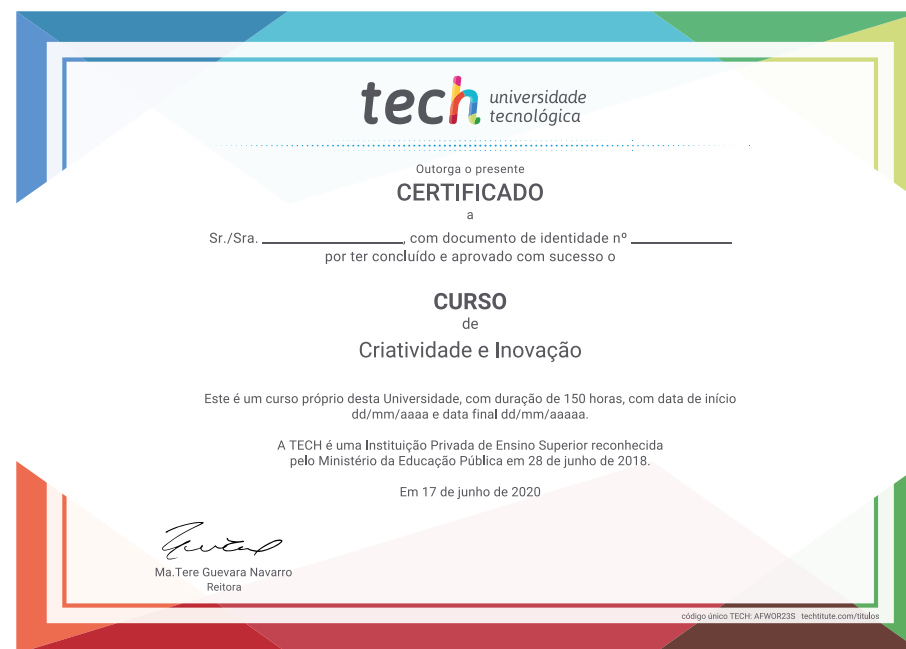 tech universidade
tecnológica
Outorga o presente
CERTIFICADO
a
Sr./Sra. ________________, com documento de identidade nº ____________
por ter concluído e aprovado com sucesso o
CURSO
de
Criatividade e Inovação
Este é um curso próprio desta Universidade, com duração de 150 horas, com data de início
dd/mm/aaaa e data final dd/mm/aaaaa.
A TECH é uma Instituição Privada de Ensino Superior reconhecida
pelo Ministério da Educação Pública em 28 de junho de 2018.
Em 17 de junho de 2020
Ma.Tere Guevara Navarro
Reitora
código único TECH: AFWOR23S techtitute.com/titulos